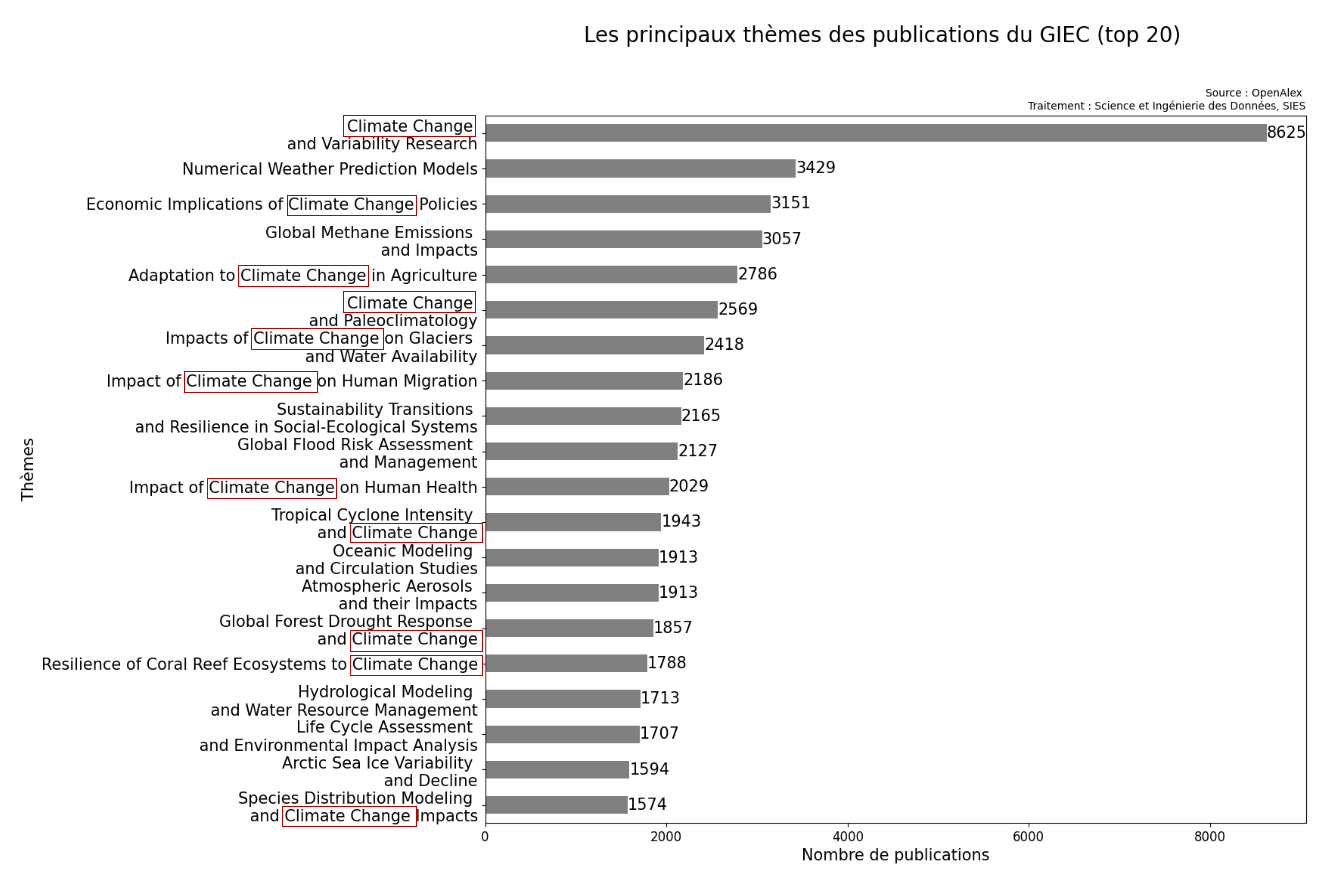 Les principaux thèmes des publications du GIEC (top 20)
Source : OpenAlex
Traitement : Science et Ingénierie des Données, SIES
Climate Change
and Variability Research
8625
Numerical Weather Prediction Models
3429
Economic Implications of Climate Change Policies
3151
Global Methane Emissions
and Impacts
3057
Adaptation to Climate Change in Agriculture
2786
Climate Change
and Paleoclimatology
2569
Impacts of Climate Change on Glaciers
and Water Availability
2418
Impact of Climate Change on Human Migration
2186
Sustainability Transitions
and Resilience in Social-Ecological Systems
2165
Global Flood Risk Assessment
and Management
2127
Impact of Climate Change on Human Health
2029
Tropical Cyclone Intensity
and Climate Change
1943
Oceanic Modeling
and Circulation Studies
1913
Atmospheric Aerosols
and their Impacts
1913
Global Forest Drought Response
and Climate Change
1857
Resilience of Coral Reef Ecosystems to Climate Change
1788
Hydrological Modeling
and Water Resource Management
1713
Life Cycle Assessment
and Environmental Impact Analysis
1707
Arctic Sea Ice Variability
and Decline
1594
Species Distribution Modeling
and Climate Change Impacts
1574
Thèmes
0 2000 4000 6000 8000
Nombre de publications